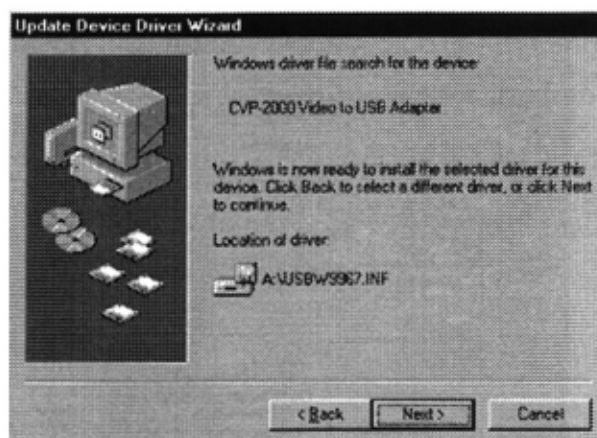 Update Device Driver Wizard
Windows driver file search for the device:
CVP-2000 Video to USB Adapter
Windows is now ready to install the selected driver for this
device. Click Back to select a different driver, or click Next
to continue.
Location of driver:
A:\USBW9967.INF
< Back
Next >
Cancel